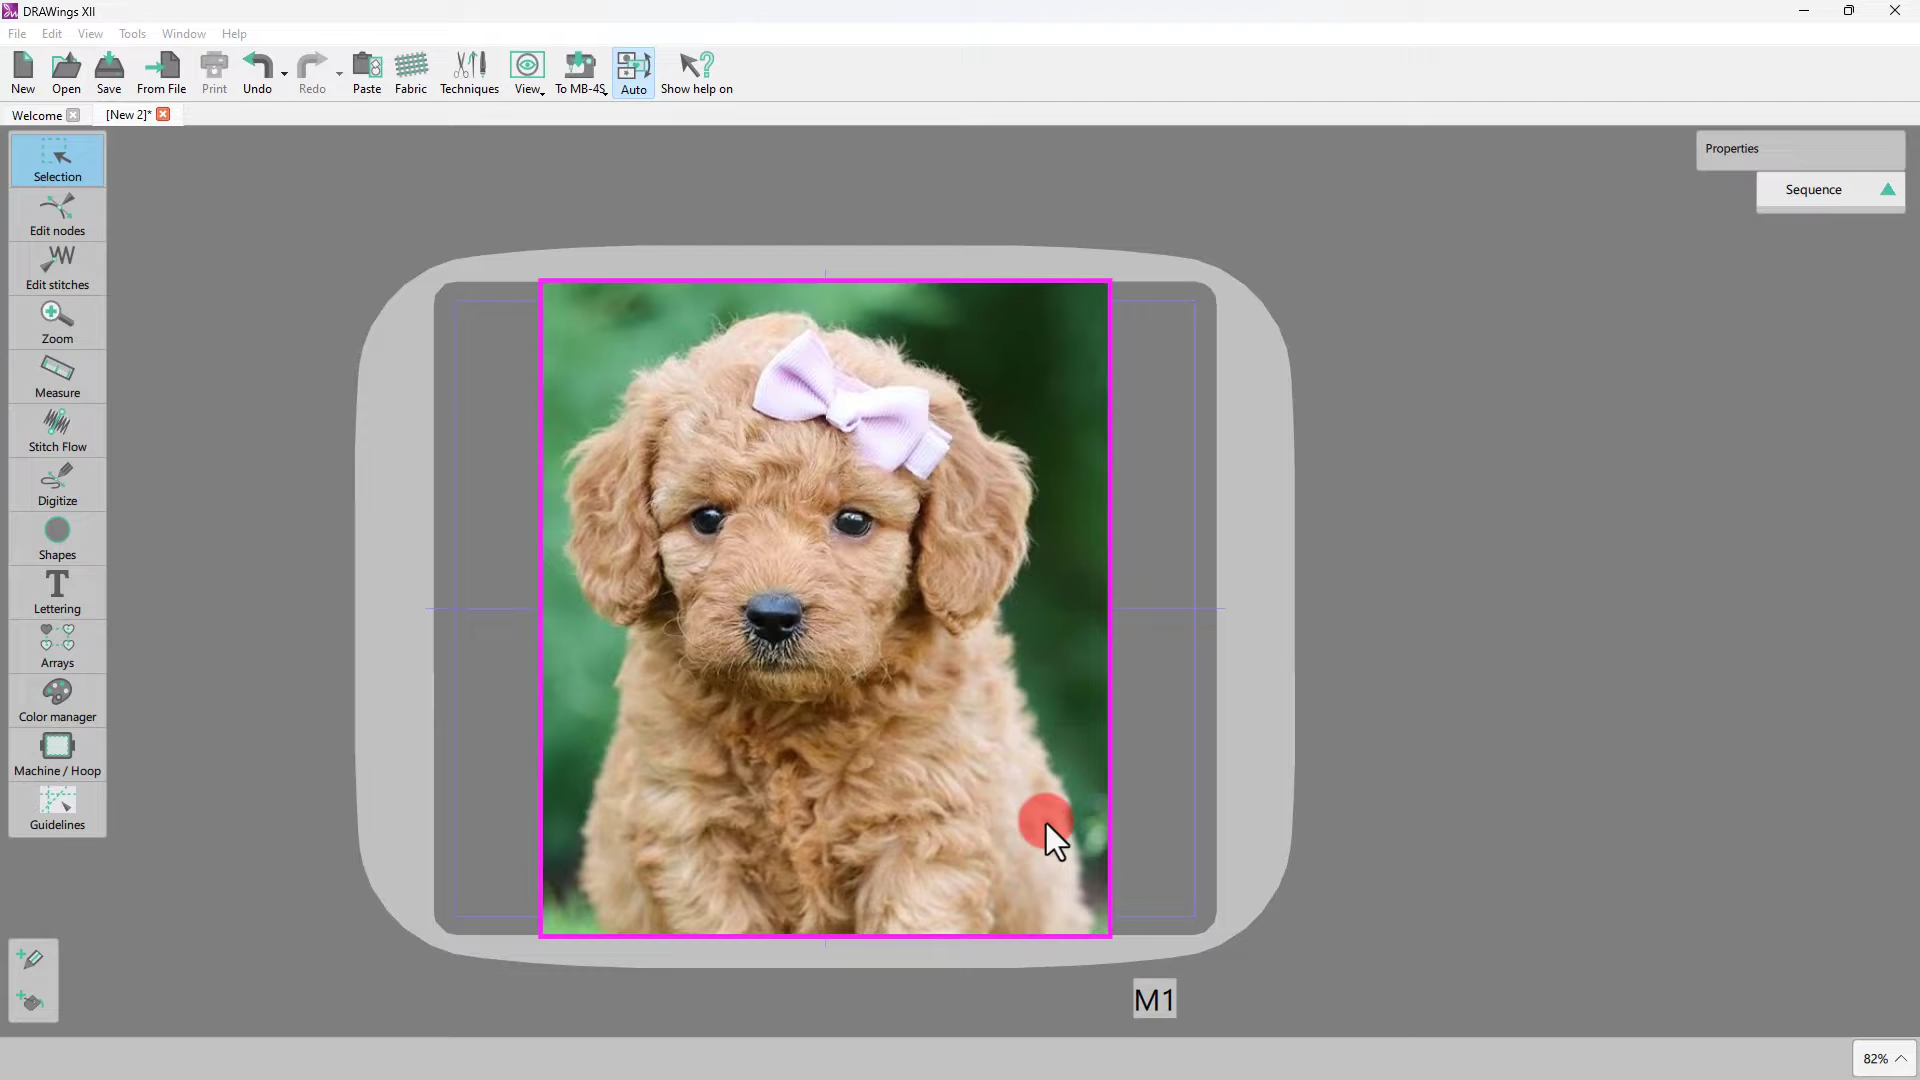 DRAWings XII
File Edit View Tools Window Help
New Open Save From File Print Undo Redo Paste Fabric Techniques View To MB-4S Auto Show help on
Welcome [New 2]*
Selection
Edit nodes
Edit stitches
Zoom
Measure
Stitch Flow
Digitize
Shapes
T
Lettering
Arrays
Color manager
Machine / Hoop
Guidelines
Properties
Sequence
M1
82%